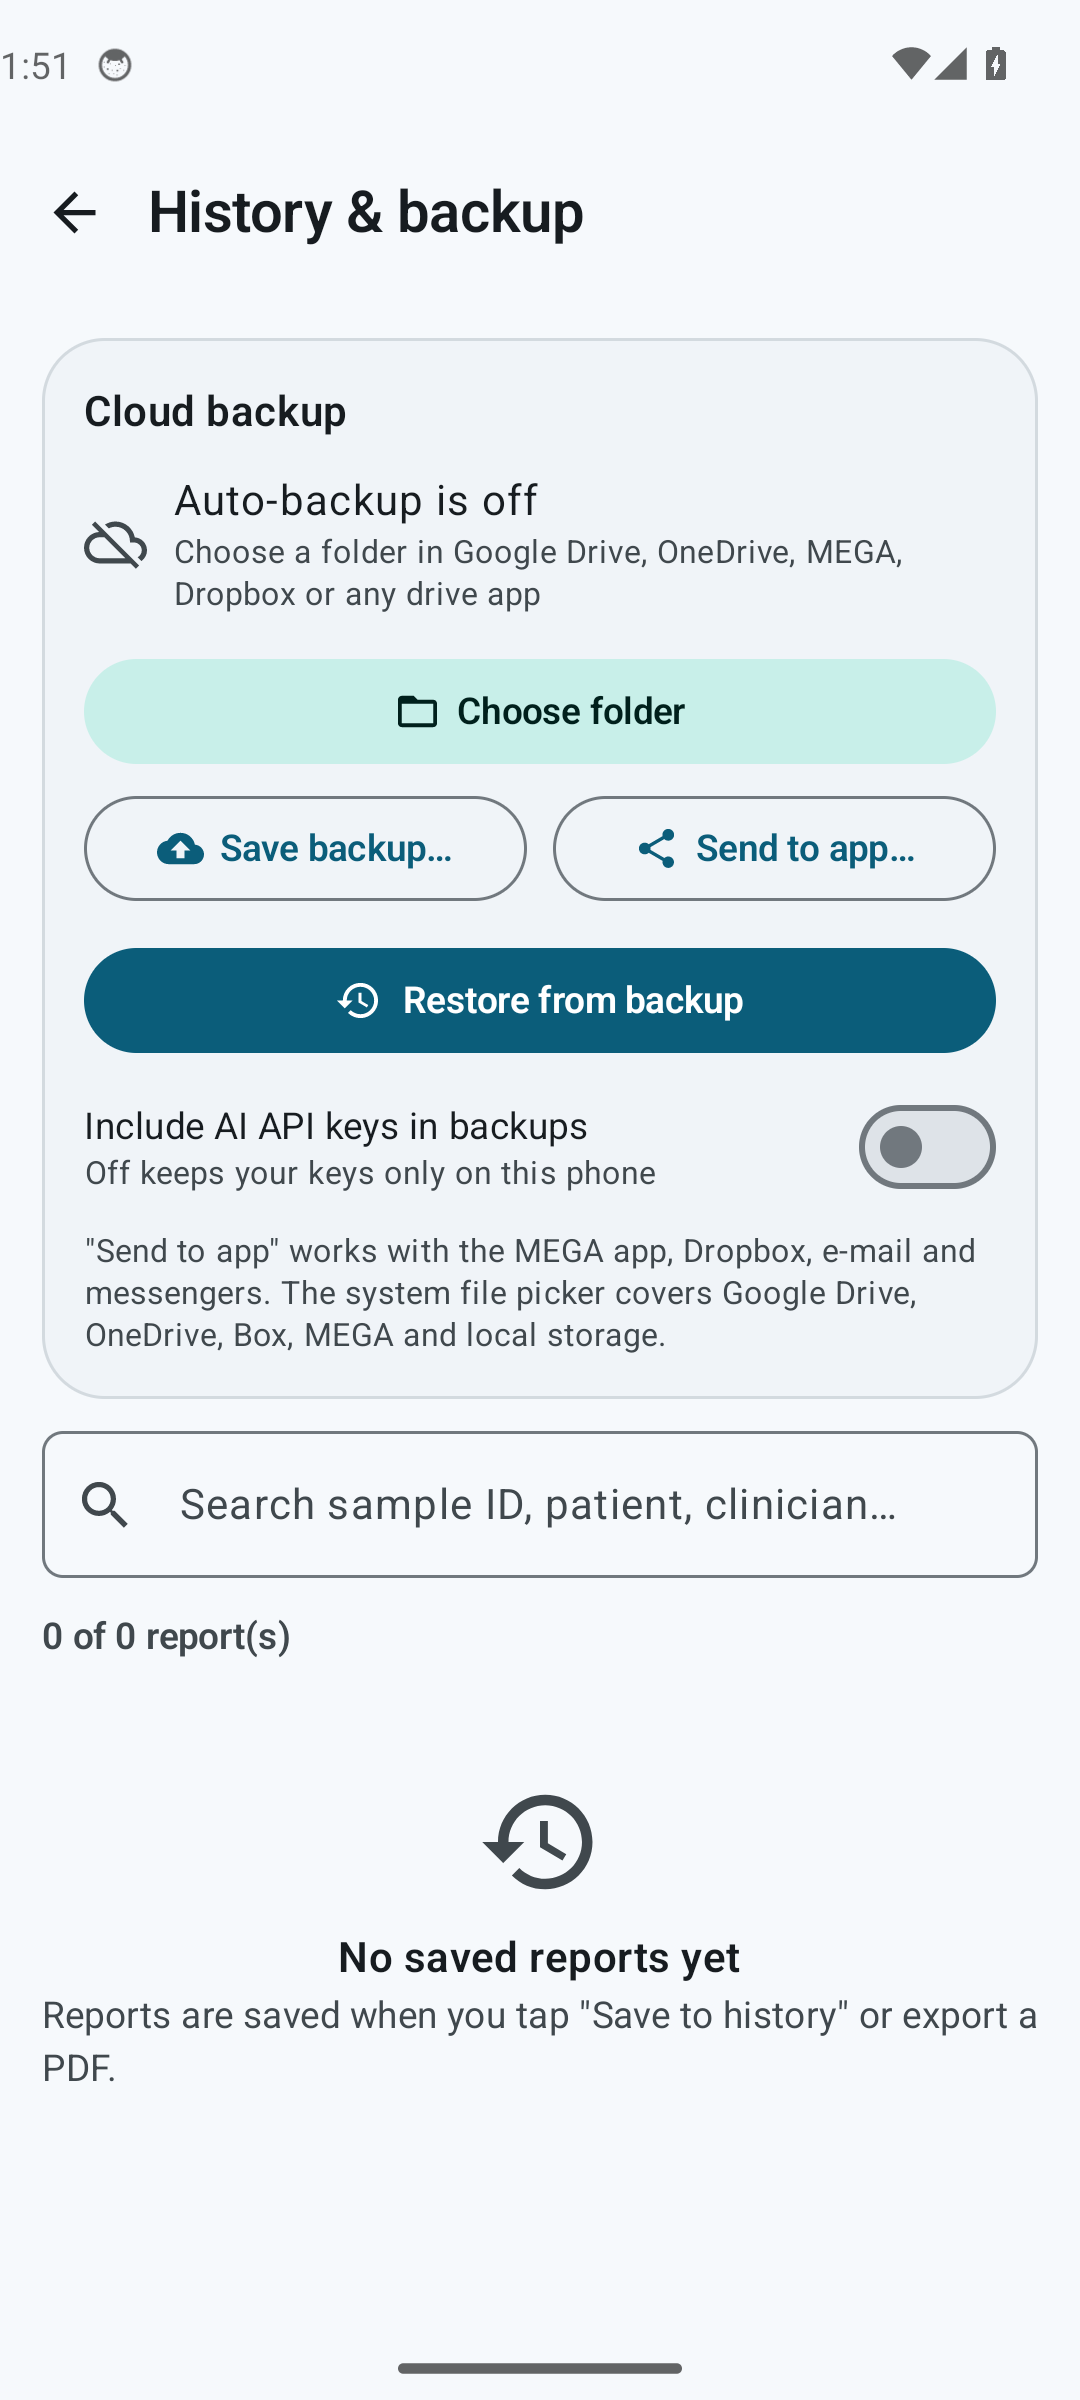 1:51
History & backup
Cloud backup
Auto-backup is off
Choose a folder in Google Drive, OneDrive, MEGA,
Dropbox or any drive app
Choose folder
Save backup...
Send to app...
Restore from backup
Include AI API keys in backups
Off keeps your keys only on this phone
"Send to app" works with the MEGA app, Dropbox, e-mail and
messengers. The system file picker covers Google Drive,
OneDrive, Box, MEGA and local storage.
Search sample ID, patient, clinician...
0 of 0 report(s)
No saved reports yet
Reports are saved when you tap "Save to history" or export a
PDF.